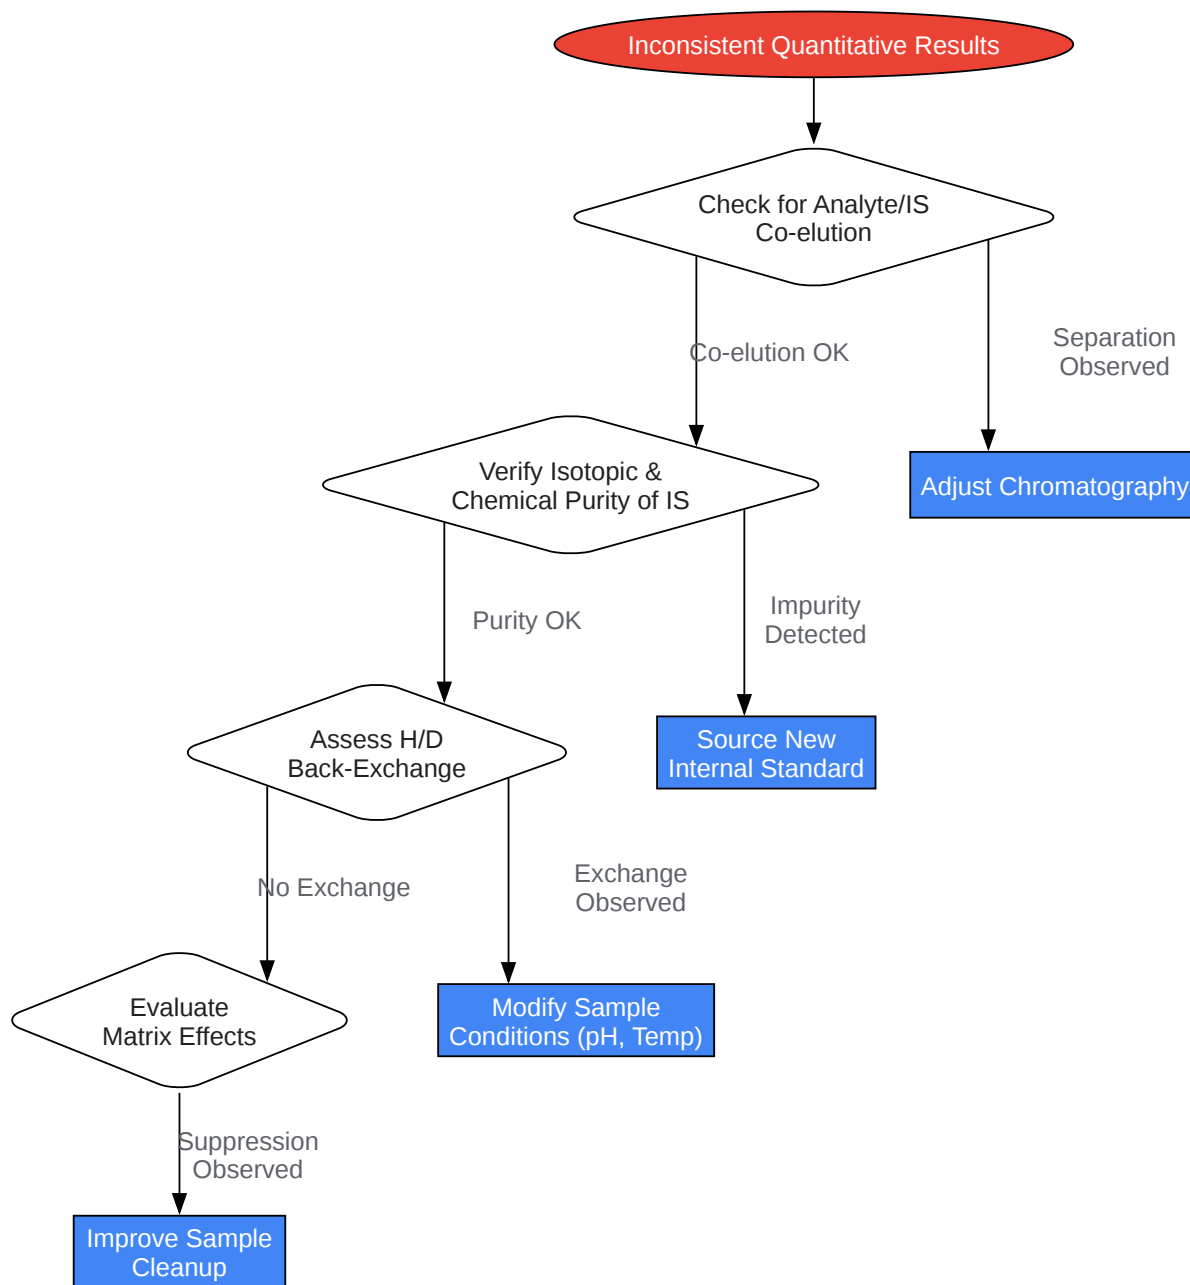 Inconsistent Quantitative Results
Check for Analyte/IS
Co-elution
Co-elution OK
Separation
Observed
Verify Isotopic &
Chemical Purity of IS
Adjust Chromatography
Purity OK
Impurity
Detected
Assess H/D
Back-Exchange
Source New
Internal Standard
No Exchange
Exchange
Observed
Evaluate
Matrix Effects
Modify Sample
Conditions (pH, Temp)
Suppression
Observed
Improve Sample
Cleanup